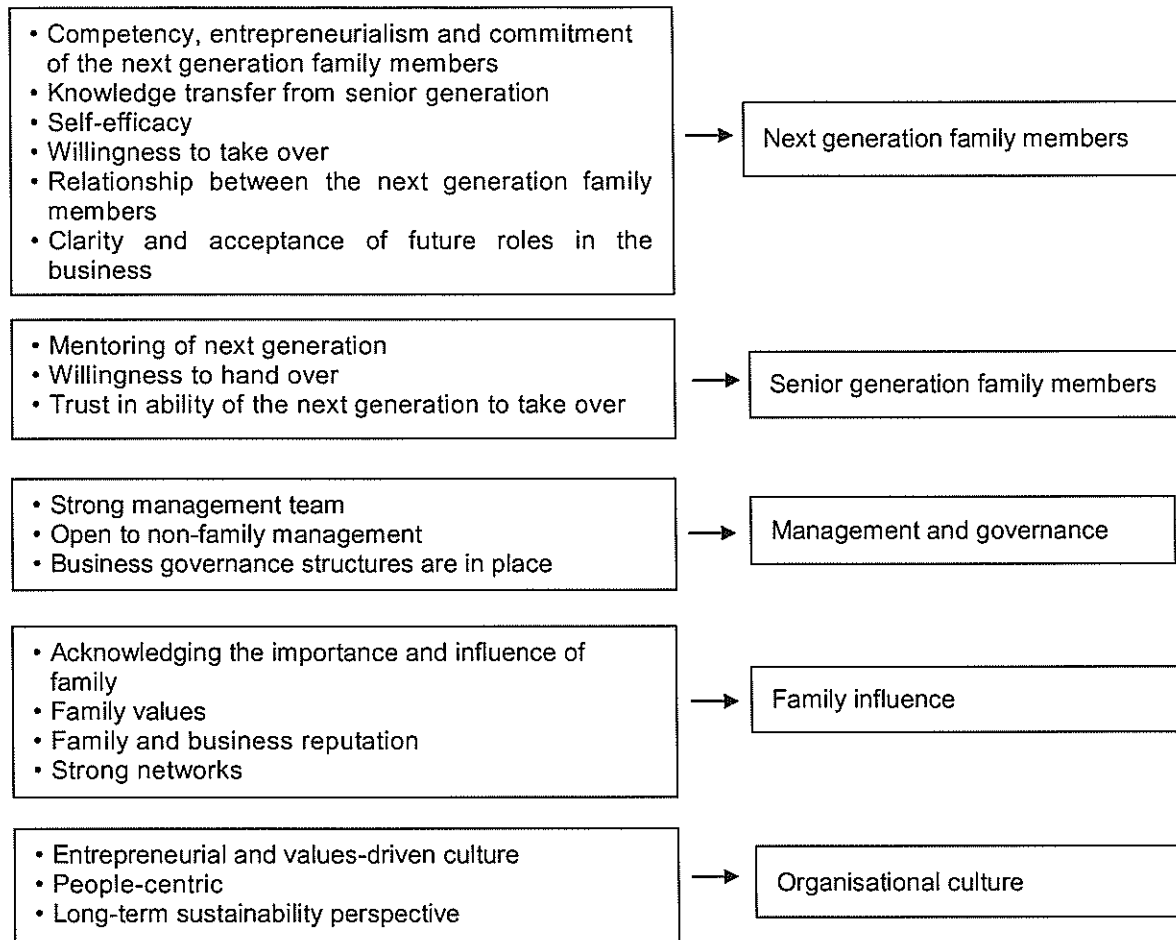 • Competency, entrepreneurialism and commitment
of the next generation family members
• Knowledge transfer from senior generation
• Self-efficacy
• Willingness to take over
• Relationship between the next generation family
members
• Clarity and acceptance of future roles in the
business
Next generation family members
• Mentoring of next generation
• Willingness to hand over
• Trust in ability of the next generation to take over
Senior generation family members
• Strong management team
• Open to non-family management
• Business governance structures are in place
Management and governance
• Acknowledging the importance and influence of
family
• Family values
• Family and business reputation
• Strong networks
Family influence
• Entrepreneurial and values-driven culture
• People-centric
• Long-term sustainability perspective
Organisational culture